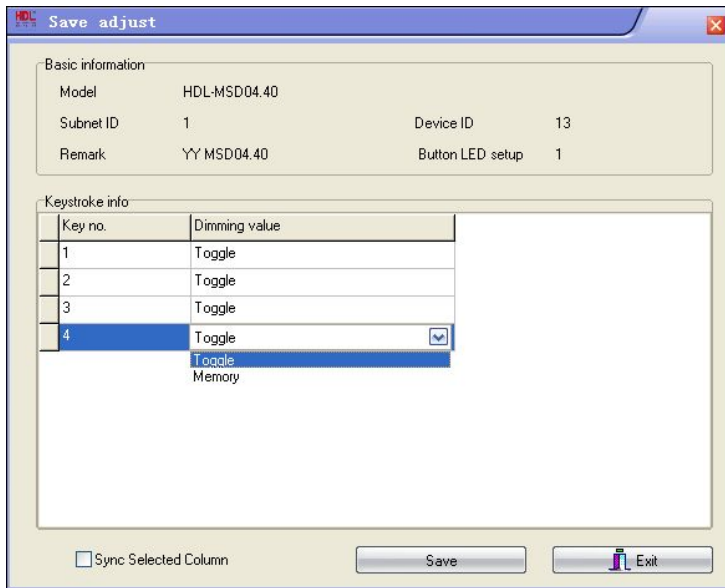 HDL Save adjust
Basic information
Model HDL-MSD04.40
Subnet ID 1 Device ID 13
Remark YY MSD04.40 Button LED setup 1
Keystroke info
Key no. Dimming value
1 Toggle
2 Toggle
3 Toggle
4 Toggle
Toggle
Memory
Sync Selected Column Save Exit